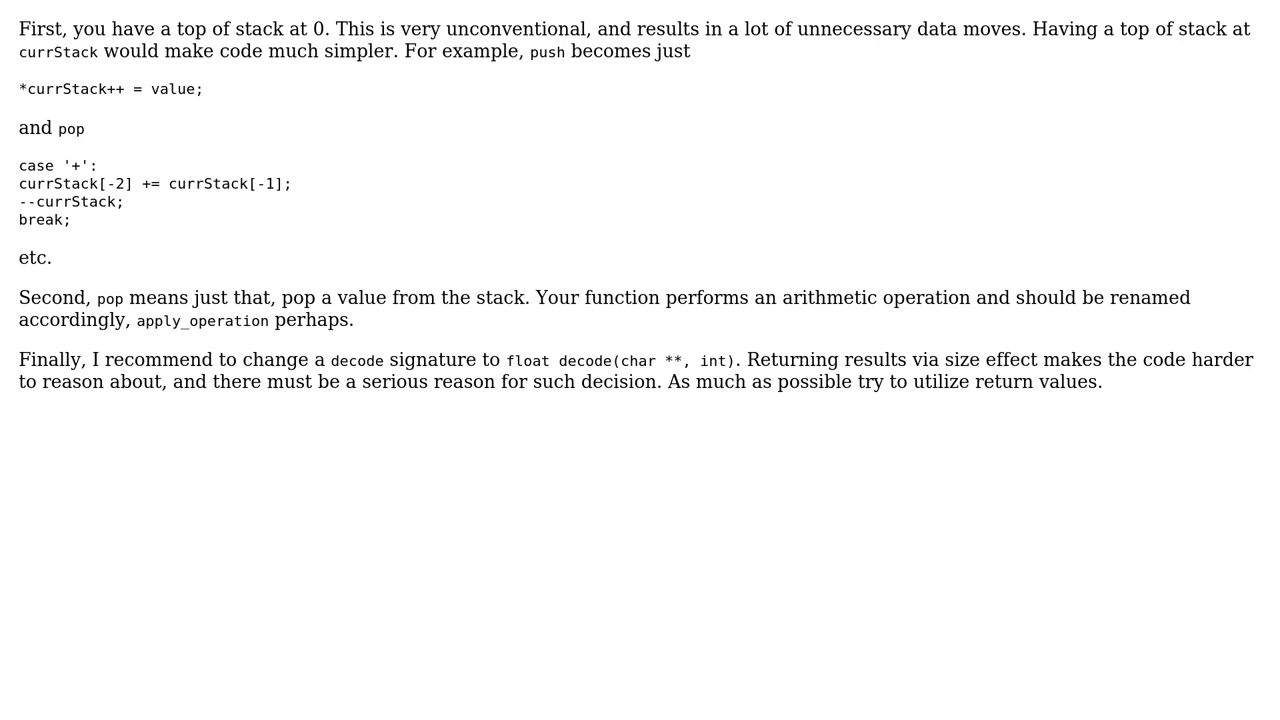 First, you have a top of stack at 0. This is very unconventional, and results in a lot of unnecessary data moves. Having a top of stack at
currStack would make code much simpler. For example, push becomes just
*currStack++ = value;
and pop
case '+':
currStack[-2] += currStack[-1];
--currStack;
break;
etc.
Second, pop means just that, pop a value from the stack. Your function performs an arithmetic operation and should be renamed
accordingly, apply_operation perhaps.
Finally, I recommend to change a decode signature to float decode(char **, int). Returning results via size effect makes the code harder
to reason about, and there must be a serious reason for such decision. As much as possible try to utilize return values.